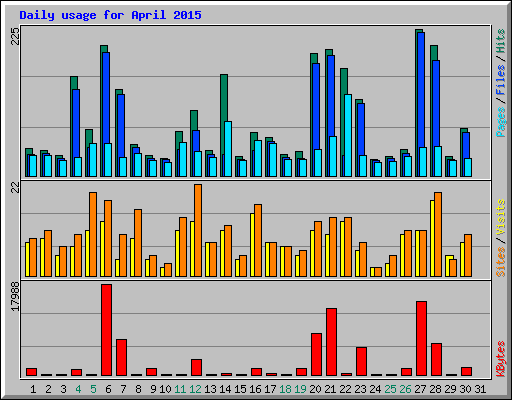 Daily usage for April 2015
225
Pages / Files / Hits
22
Sites / Visits
17988
KBytes
1 2 3 4 5 6 7 8 9 10 11 12 13 14 15 16 17 18 19 20 21 22 23 24 25 26 27 28 29 30 31